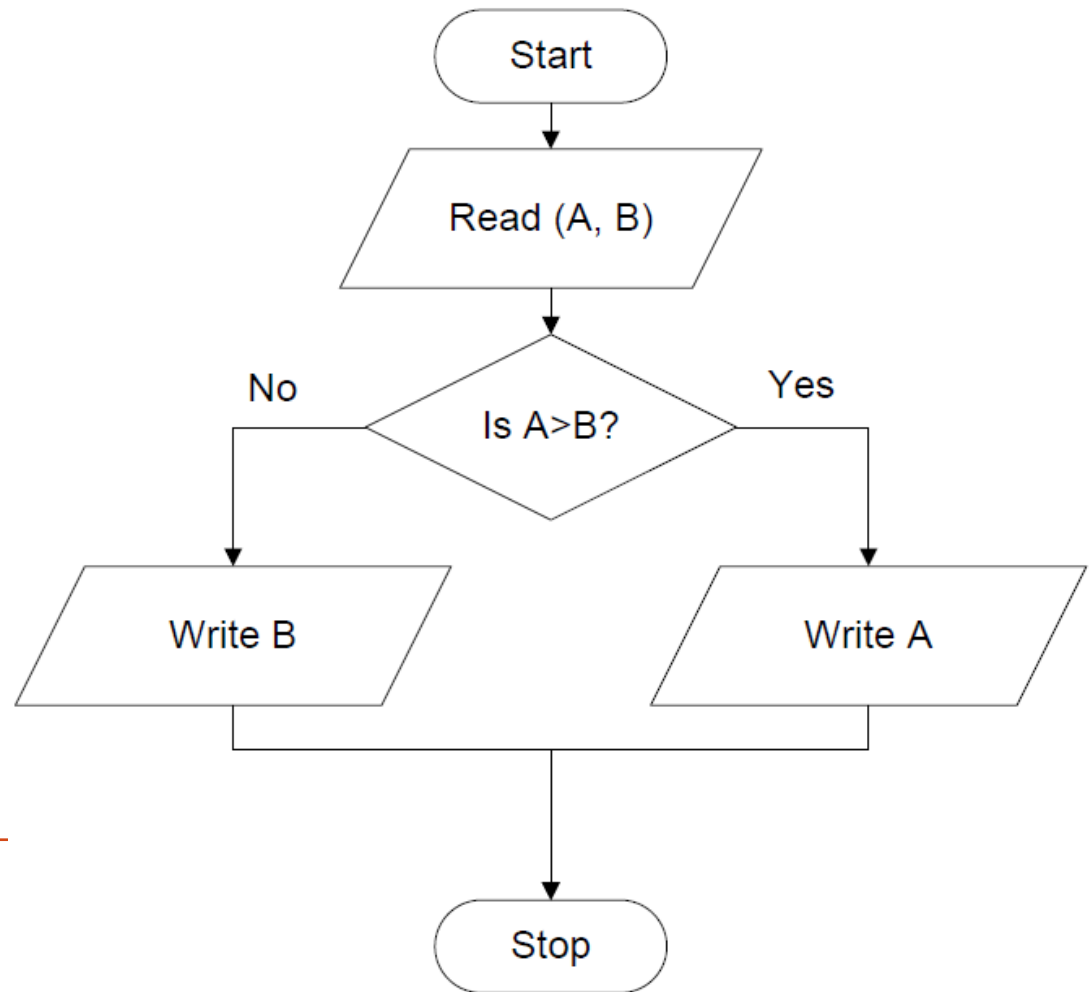 Start
Read (A, B)
No
Yes
Is A>B?
Write B
Write A
Stop